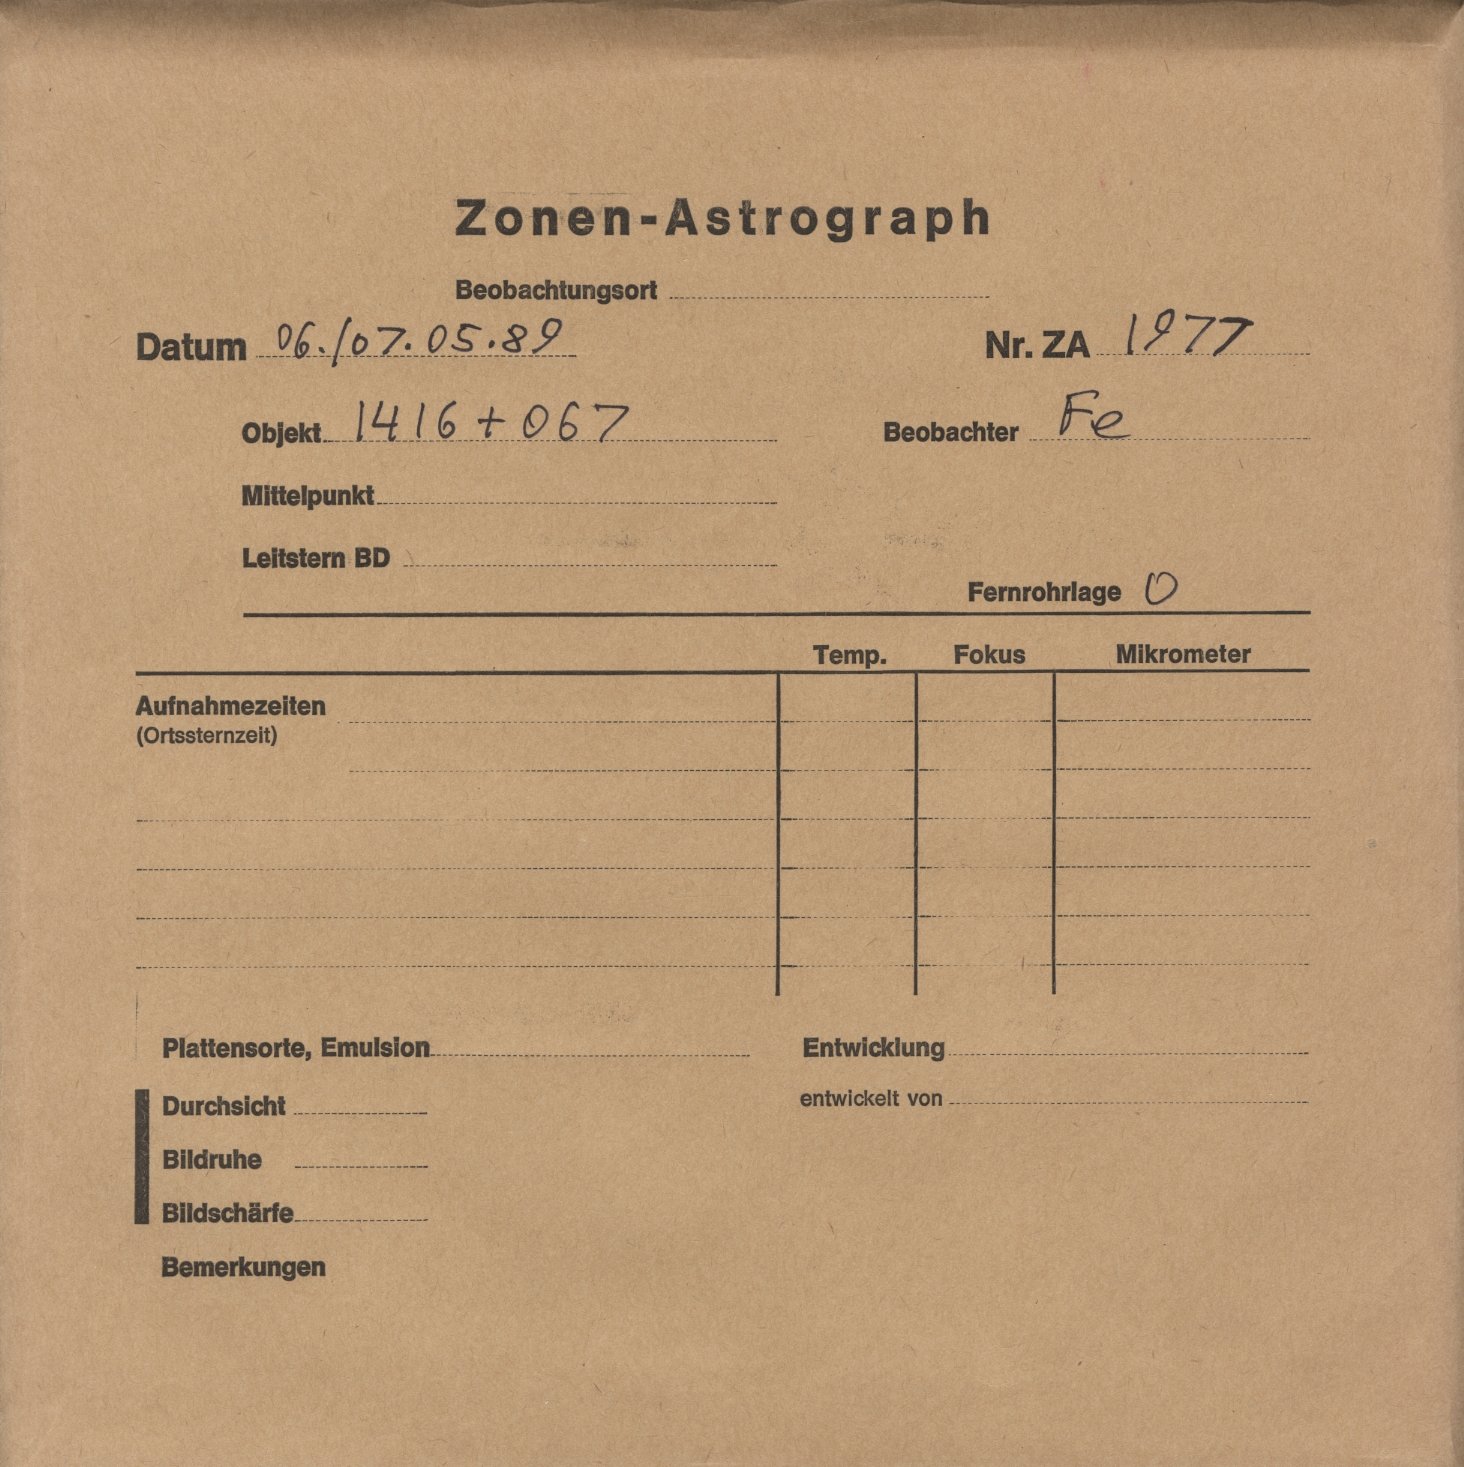 Zonen-Astrograph
Beobachtungsort
Datum 06./07.05.89 Nr. ZA 1977
Objekt 1416 + 067 Beobachter Fe
Mittelpunkt
Leitstern BD
Fernrohrlage O
Temp. Fokus Mikrometer
Aufnahmezeiten
(Ortssternzeit)
Plattensorte, Emulsion Entwicklung
Durchsicht entwickelt von
Bildruhe
Bildschärfe
Bemerkungen